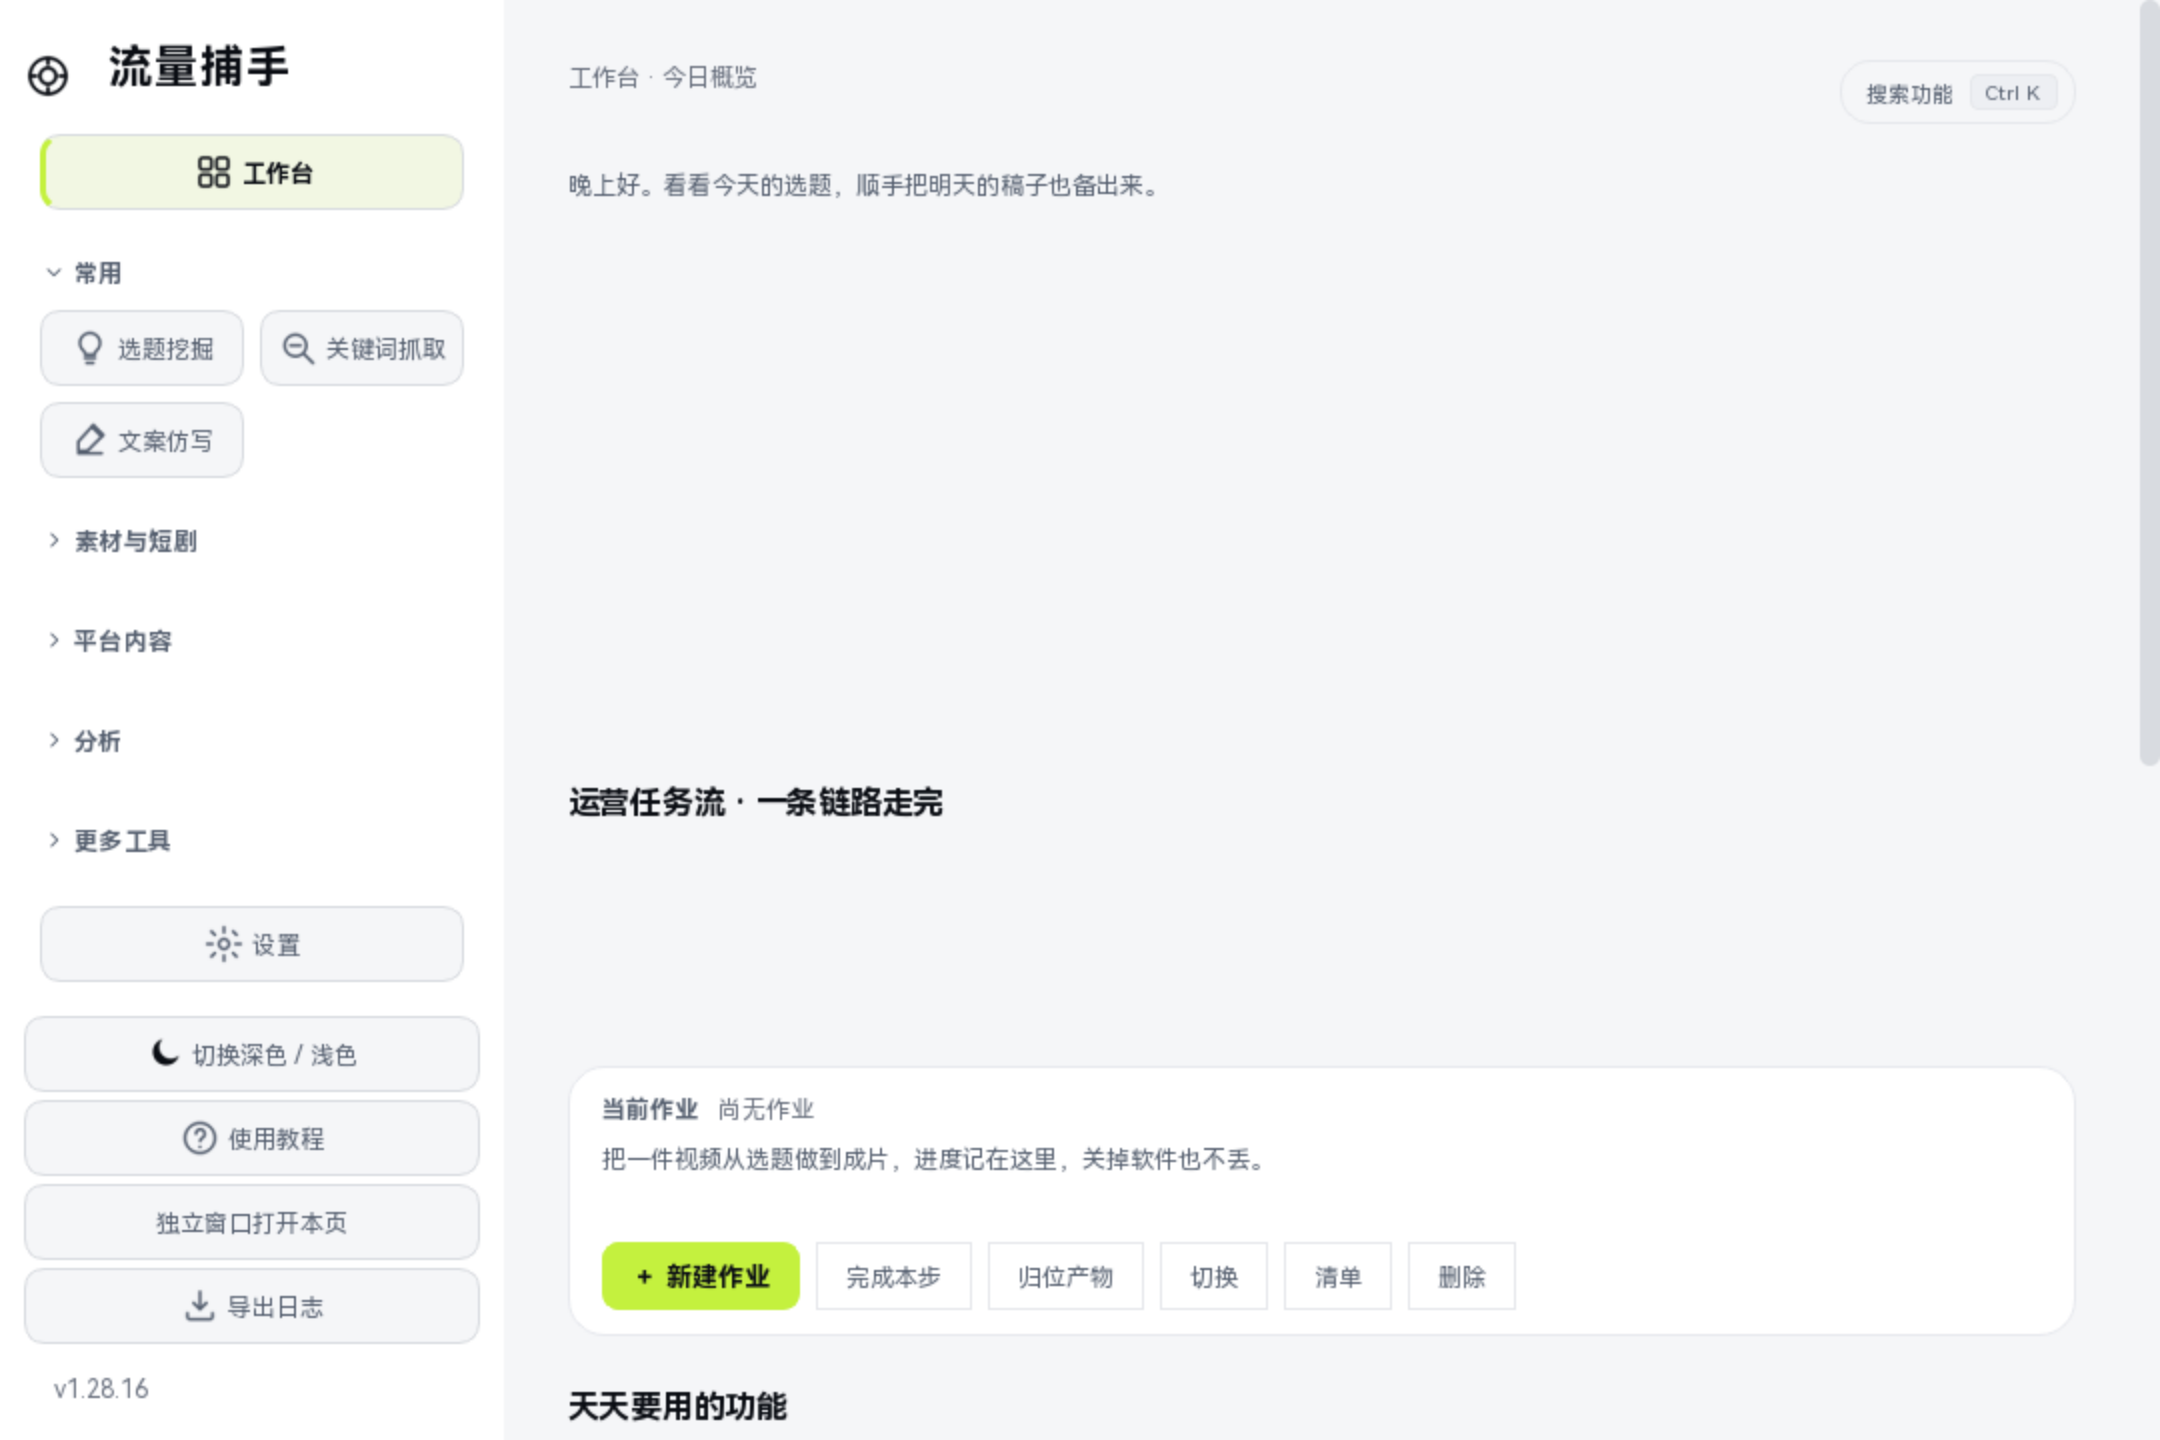 流量捕手
工作台
常用
选题挖掘
关键词抓取
文案仿写
素材与短剧
平台内容
分析
更多工具
设置
切换深色 / 浅色
使用教程
独立窗口打开本页
导出日志
v1.28.16
工作台 · 今日概览
搜索功能 Ctrl K
晚上好。看看今天的选题，顺手把明天的稿子也备出来。
运营任务流 · 一条链路走完
当前作业 尚无作业
把一件视频从选题做到成片，进度记在这里，关掉软件也不丢。
+ 新建作业 完成本步 归位产物 切换 清单 删除
天天要用的功能